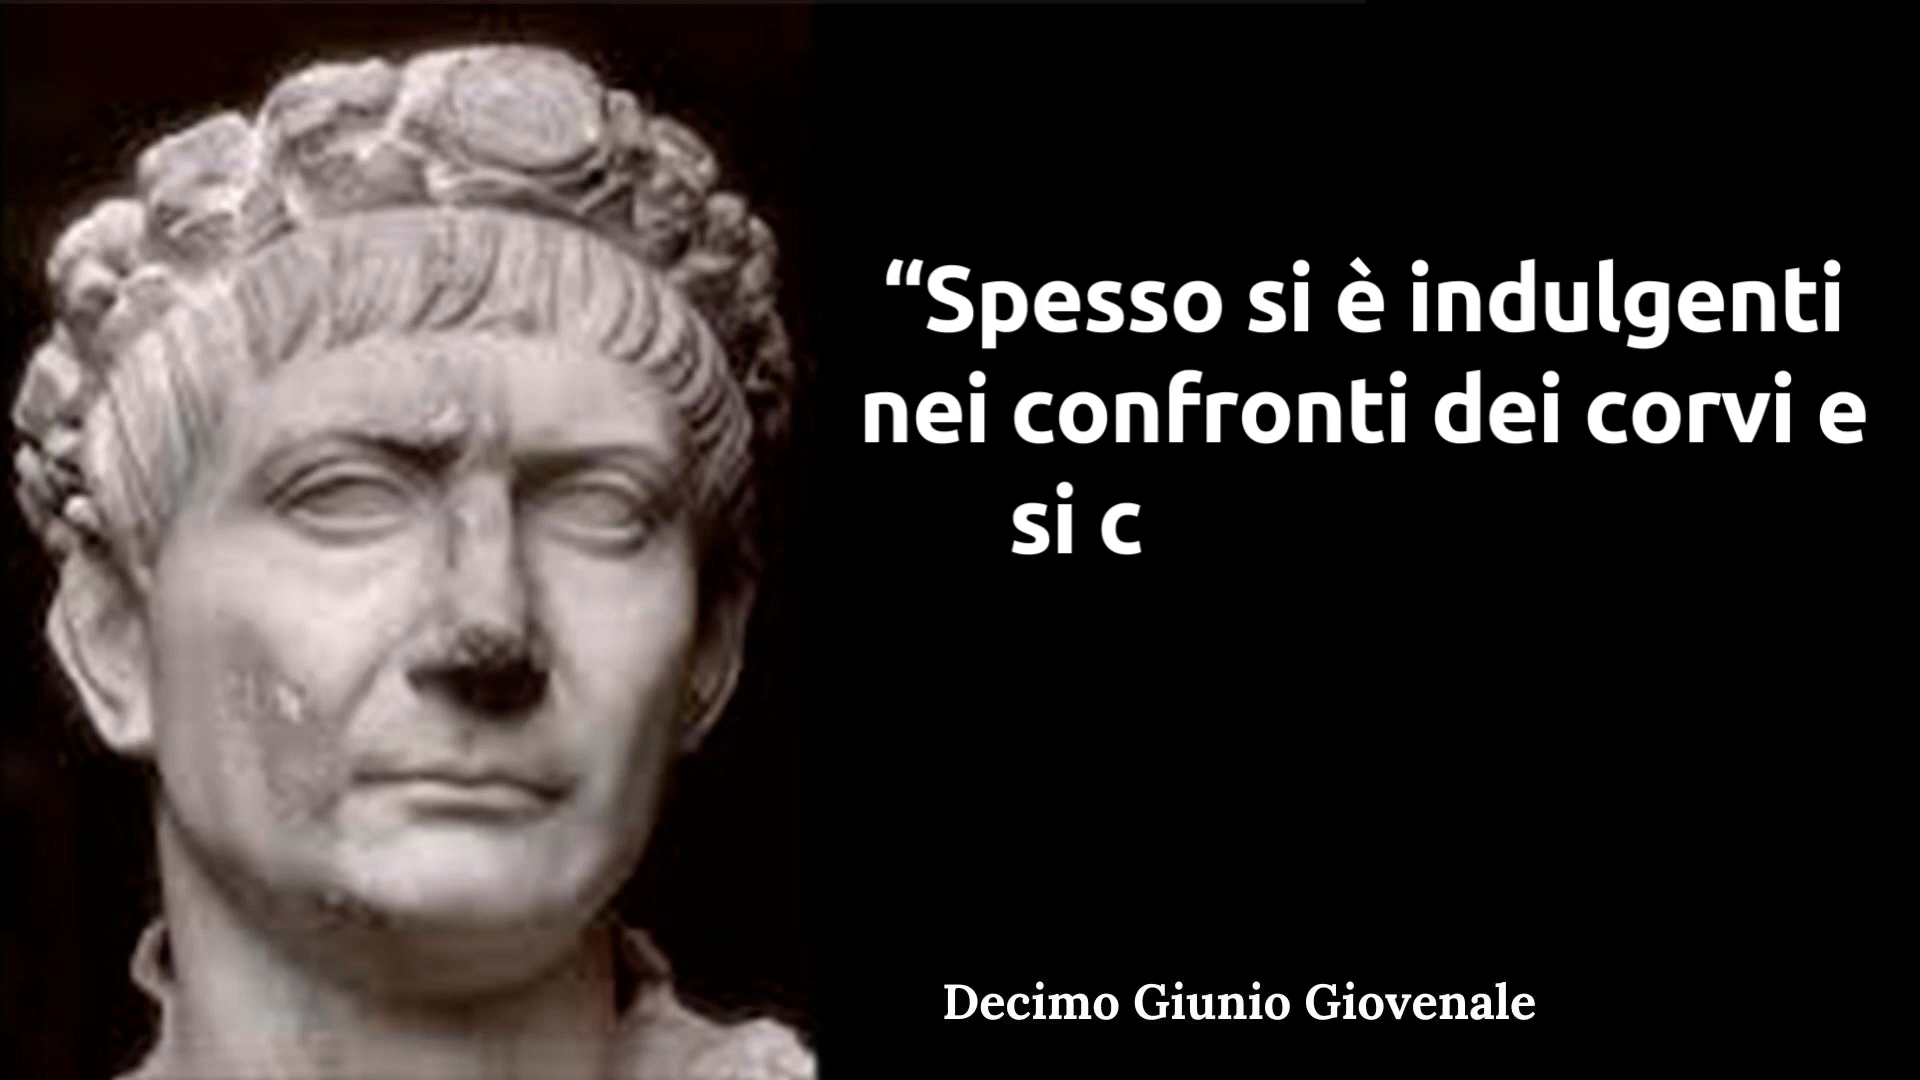 “Spesso si è indulgenti
nei confronti dei corvi e
si c
Decimo Giunio Giovenale